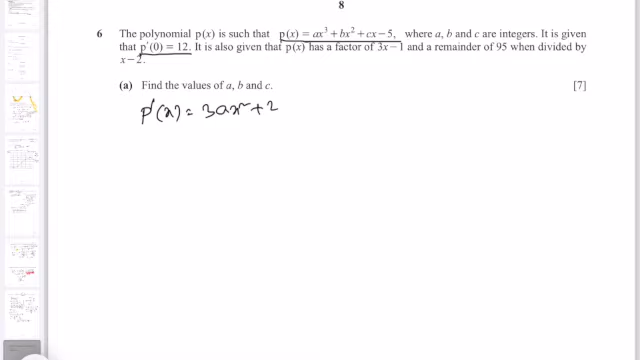 8
6 The polynomial p(x) is such that p(x) = ax³ + bx² + cx − 5, where a, b and c are integers. It is given
that p′(0) = 12. It is also given that p(x) has a factor of 3x − 1 and a remainder of 95 when divided by
x − 2.
(a) Find the values of a, b and c. [7]
p′(x) = 3ax² + 2